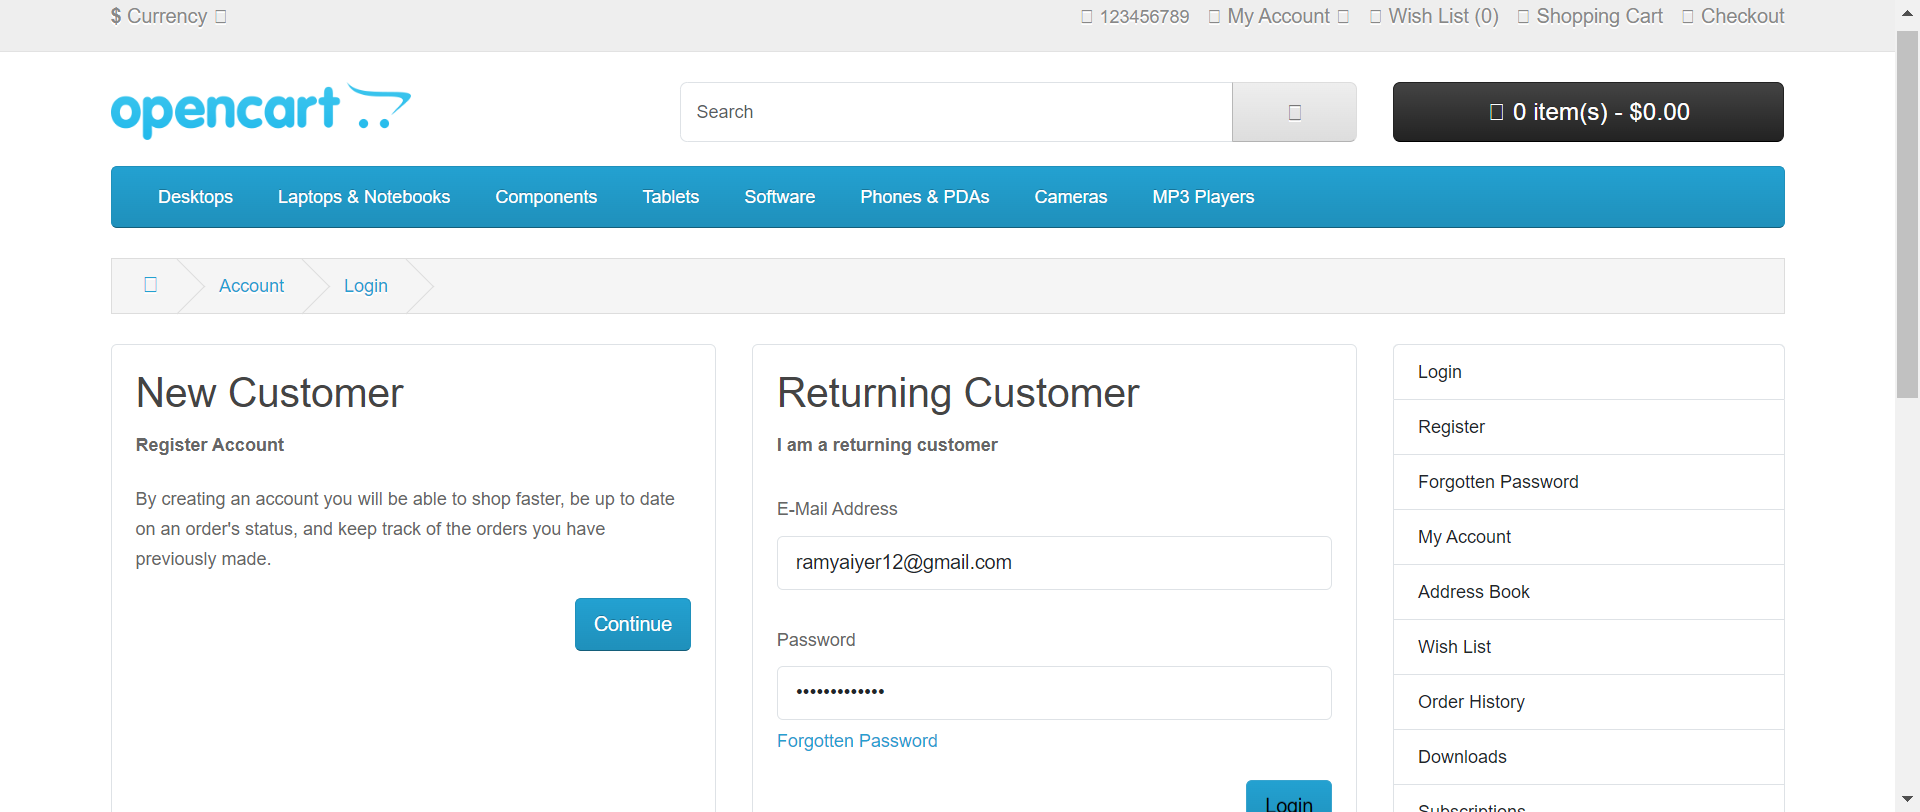 $ Currency
123456789 My Account Wish List (0) Shopping Cart Checkout
opencart
Search
0 item(s) - $0.00
Desktops Laptops & Notebooks Components Tablets Software Phones & PDAs Cameras MP3 Players
Account Login
New Customer
Register Account
By creating an account you will be able to shop faster, be up to date
on an order's status, and keep track of the orders you have
previously made.
Continue
Returning Customer
I am a returning customer
E-Mail Address
ramyaiyer12@gmail.com
Password
•••••••••••••
Forgotten Password
Login
Login
Register
Forgotten Password
My Account
Address Book
Wish List
Order History
Downloads
Subscriptions